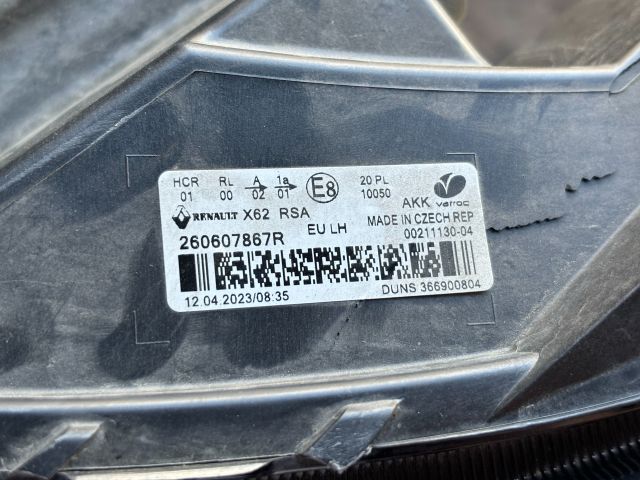 HCR RL A 1a E8 20 PL
01 00 02 01 10050
RENAULT X62 RSA AKK varroc
EU LH MADE IN CZECH REP
260607867R 00211130-04
12.04.2023/08:35 DUNS 366900804